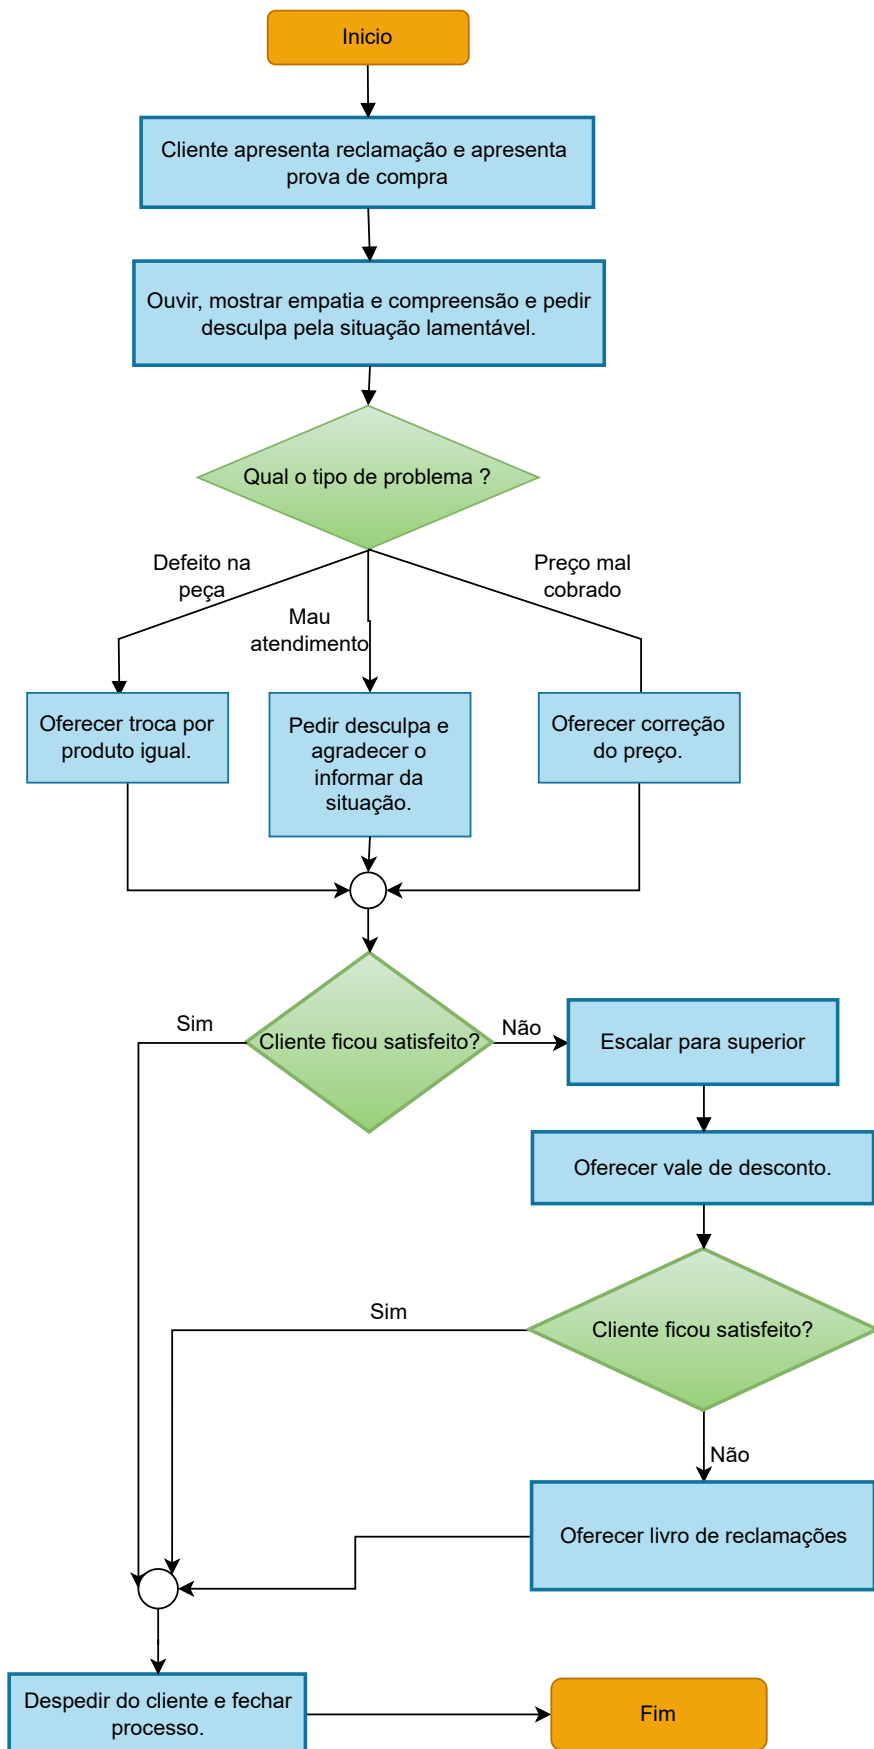 Inicio
Cliente apresenta reclamação e apresenta
prova de compra
Ouvir, mostrar empatia e compreensão e pedir
desculpa pela situação lamentável.
Qual o tipo de problema ?
Defeito na
peça
Mau
atendimento
Preço mal
cobrado
Oferecer troca por
produto igual.
Pedir desculpa e
agradecer o
informar da
situação.
Oferecer correção
do preço.
Cliente ficou satisfeito?
Sim
Não
Escalar para superior
Oferecer vale de desconto.
Cliente ficou satisfeito?
Sim
Não
Oferecer livro de reclamações
Despedir do cliente e fechar
processo.
Fim